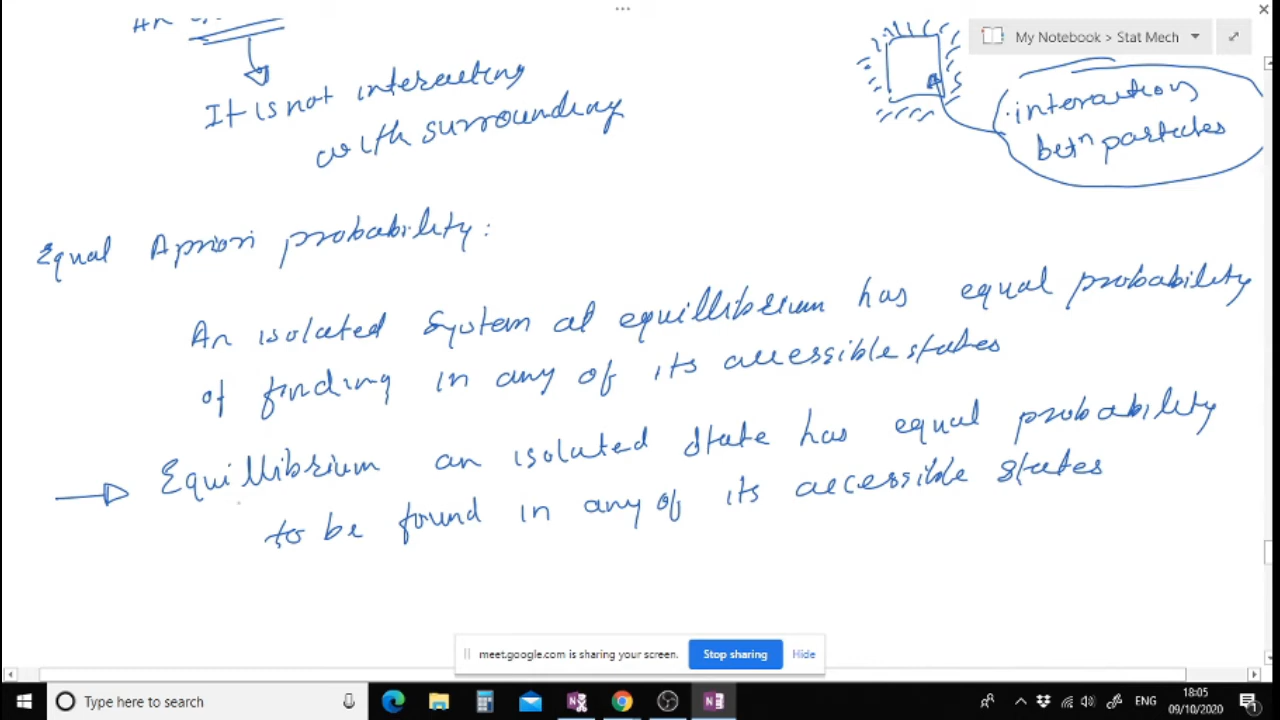 An
My Notebook > Stat Mech
It is not interacting
with surrounding
interaction
betⁿ particles
Equal Apriori probability:
An isolated system at equillibrium has equal probability
of finding in any of its accessible states
Equillibrium an isolated state has equal probability
to be found in any of its accessible states
meet.google.com is sharing your screen.
Stop sharing
Hide
Type here to search
ENG
18:05
09/10/2020
1